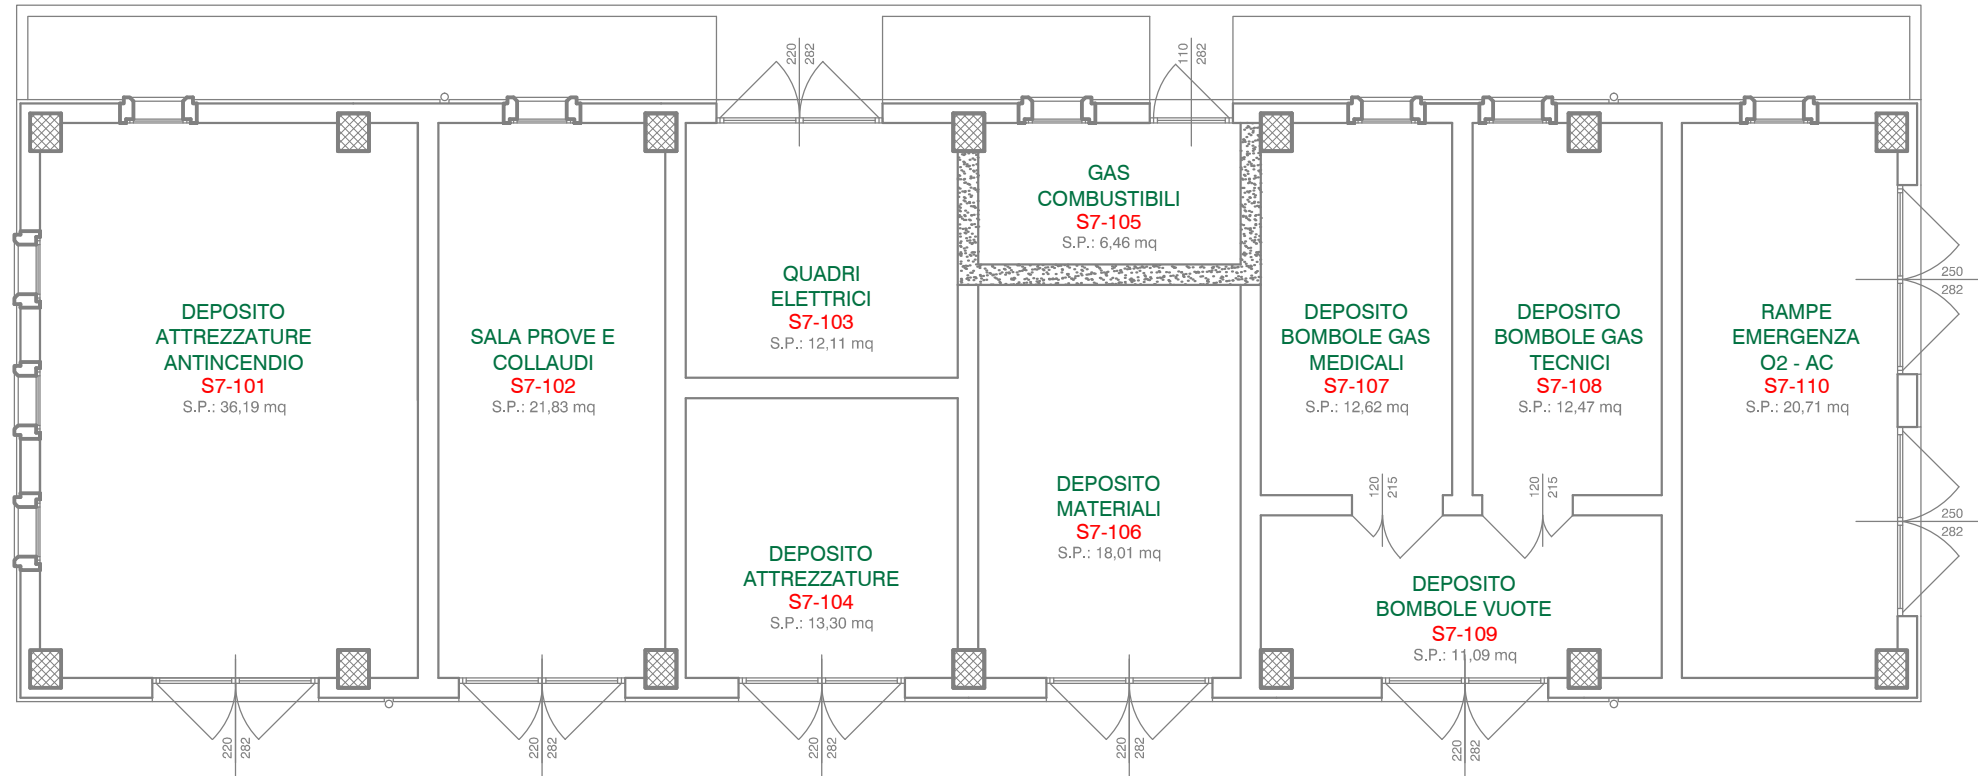 220
282
110
282
DEPOSITO
ATTREZZATURE
ANTINCENDIO
S7-101
S.P.: 36,19 mq
SALA PROVE E
COLLAUDI
S7-102
S.P.: 21,83 mq
QUADRI
ELETTRICI
S7-103
S.P.: 12,11 mq
DEPOSITO
ATTREZZATURE
S7-104
S.P.: 13,30 mq
GAS
COMBUSTIBILI
S7-105
S.P.: 6,46 mq
DEPOSITO
MATERIALI
S7-106
S.P.: 18,01 mq
DEPOSITO
BOMBOLE GAS
MEDICALI
S7-107
S.P.: 12,62 mq
DEPOSITO
BOMBOLE GAS
TECNICI
S7-108
S.P.: 12,47 mq
120
215
120
215
DEPOSITO
BOMBOLE VUOTE
S7-109
S.P.: 11,09 mq
RAMPE
EMERGENZA
O2 - AC
S7-110
S.P.: 20,71 mq
250
282
250
282
220
282
220
282
220
282
220
282
220
282